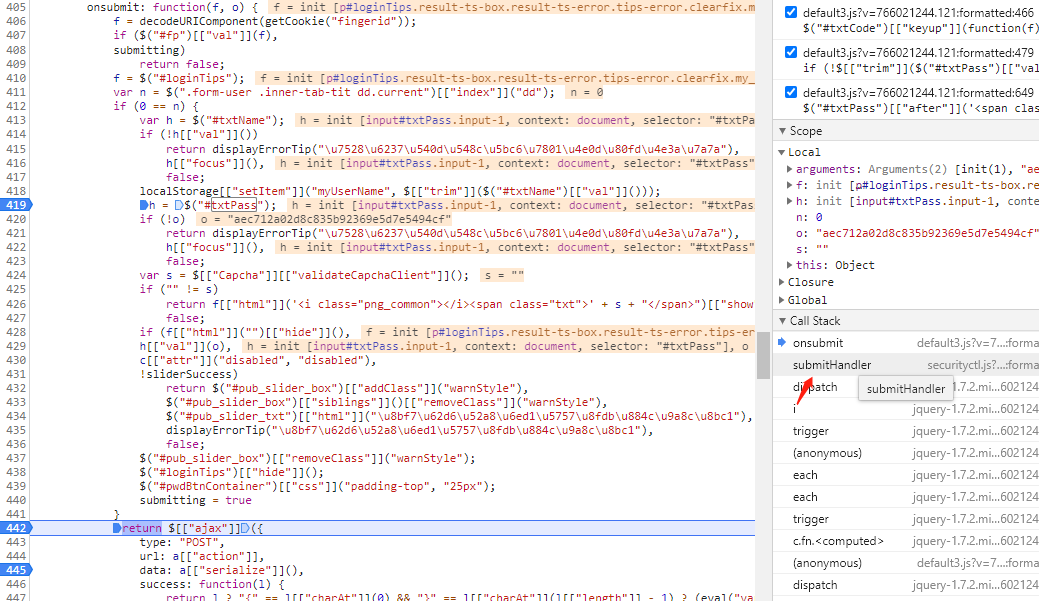 405 onsubmit: function(f, o) { f = init [p#loginTips.result-ts-box.result-ts-error.tips-error.clearfix.m
406 f = decodeURIComponent(getCookie("fingerid"));
407 if ($("#fp")[["val"]](f),
408 submitting)
409 return false;
410 f = $("#loginTips"); f = init [p#loginTips.result-ts-box.result-ts-error.tips-error.clearfix.my_
411 var n = $(".form-user .inner-tab-tit dd.current")[["index"]]("dd"); n = 0
412 if (0 == n) {
413 var h = $("#txtName"); h = init [input#txtPass.input-1, context: document, selector: "#txtPa
414 if (!h[["val"]]())
415 return displayErrorTip("\u7528\u6237\u540d\u548c\u5bc6\u7801\u4e0d\u80fd\u4e3a\u7a7a"),
416 h[["focus"]](), h = init [input#txtPass.input-1, context: document, selector: "#txtPass"
417 false;
418 localStorage[["setItem"]]("myUserName", $[["trim"]]($("#txtName")[["val"]]()));
419 h = $("#txtPass"); h = init [input#txtPass.input-1, context: document, selector: "#txtPass
420 if (!o) o = "aec712a02d8c835b92369e5d7e5494cf"
421 return displayErrorTip("\u7528\u6237\u540d\u548c\u5bc6\u7801\u4e0d\u80fd\u4e3a\u7a7a"),
422 h[["focus"]](), h = init [input#txtPass.input-1, context: document, selector: "#txtPass"
423 false;
424 var s = $[["Capcha"]][["validateCapchaClient"]](); s = ""
425 if ("" != s)
426 return f[["html"]]('<i class="png_common"></i><span class="txt">' + s + "</span>")[["show
427 false;
428 if (f[["html"]]("")[["hide"]](), f = init [p#loginTips.result-ts-box.result-ts-error.tips-er
429 h[["val"]](o), h = init [input#txtPass.input-1, context: document, selector: "#txtPass"], o
430 c[["attr"]]("disabled", "disabled"),
431 !sliderSuccess)
432 return $("#pub_slider_box")[["addClass"]]("warnStyle"),
433 $("#pub_slider_box")[["siblings"]]()[["removeClass"]]("warnStyle"),
434 $("#pub_slider_txt")[["html"]]("\u8bf7\u62d6\u52a8\u6ed1\u5757\u8fdb\u884c\u9a8c\u8bc1"),
435 displayErrorTip("\u8bf7\u62d6\u52a8\u6ed1\u5757\u8fdb\u884c\u9a8c\u8bc1"),
436 false;
437 $("#pub_slider_box")[["removeClass"]]("warnStyle");
438 $("#loginTips")[["hide"]]();
439 $("#pwdBtnContainer")[["css"]]("padding-top", "25px");
440 submitting = true
441 }
442 return $[["ajax"]]({
443 type: "POST",
444 url: a[["action"]],
445 data: a[["serialize"]](),
446 success: function(l) {
447 return l ? "{" == l[["charAt"]](0) && "}" == l[["charAt"]](l[["length"]] - 1) ? (eval("va
default3.js?v=766021244.121:formatted:466
$("#txtCode")[["keyup"]](function(f)
default3.js?v=766021244.121:formatted:479
if (!$[["trim"]]($("#txtPass")[["val
default3.js?v=766021244.121:formatted:649
$("#txtPass")[["after"]]('<span clas
Scope
Local
arguments: Arguments(2) [init(1), "ae
f: init [p#loginTips.result-ts-box.re
h: init [input#txtPass.input-1, conte
n: 0
o: "aec712a02d8c835b92369e5d7e5494cf"
s: ""
this: Object
Closure
Global
Call Stack
onsubmit default3.js?v=7...:forma
submitHandler securityctl.js?...:forma
dispatch 1.7.2.mi...602124
submitHandler
i jquery-1.7.2.mi...602124
trigger jquery-1.7.2.mi...602124
(anonymous) jquery-1.7.2.mi...602124
each jquery-1.7.2.mi...602124
each jquery-1.7.2.mi...602124
trigger jquery-1.7.2.mi...602124
c.fn.<computed> jquery-1.7.2.mi...602124
(anonymous) default3.js?v=7...:forma
dispatch jquery-1.7.2.mi...602124